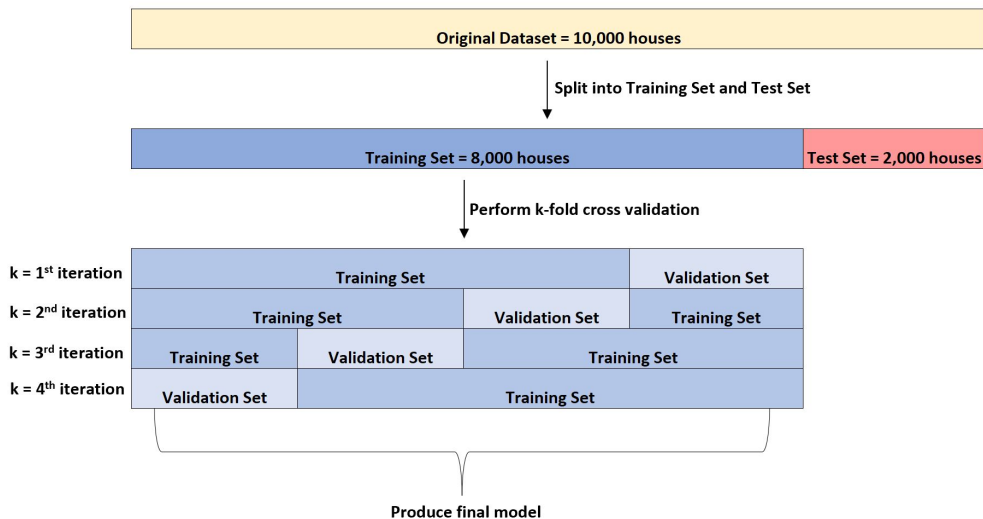 Original Dataset = 10,000 houses
Split into Training Set and Test Set
Training Set = 8,000 houses Test Set = 2,000 houses
Perform k-fold cross validation
k = 1st iteration Training Set Validation Set
k = 2nd iteration Training Set Validation Set Training Set
k = 3rd iteration Training Set Validation Set Training Set
k = 4th iteration Validation Set Training Set
Produce final model